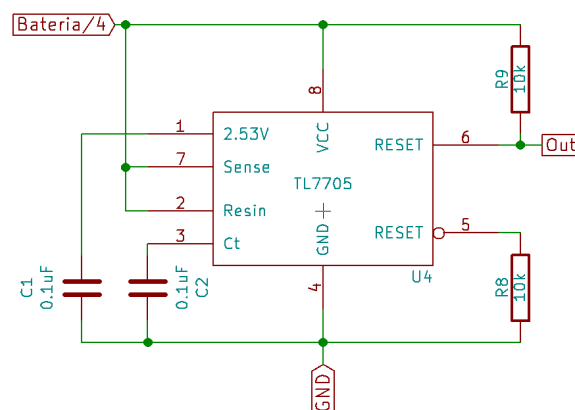 Bateria/4
R9
10k
8
VCC
1
2.53V
RESET
6
Out
7
Sense
TL7705
2
Resin
GND
RESET
5
3
Ct
U4
4
C1
0.1uF
0.1uF
C2
R8
10k
GND